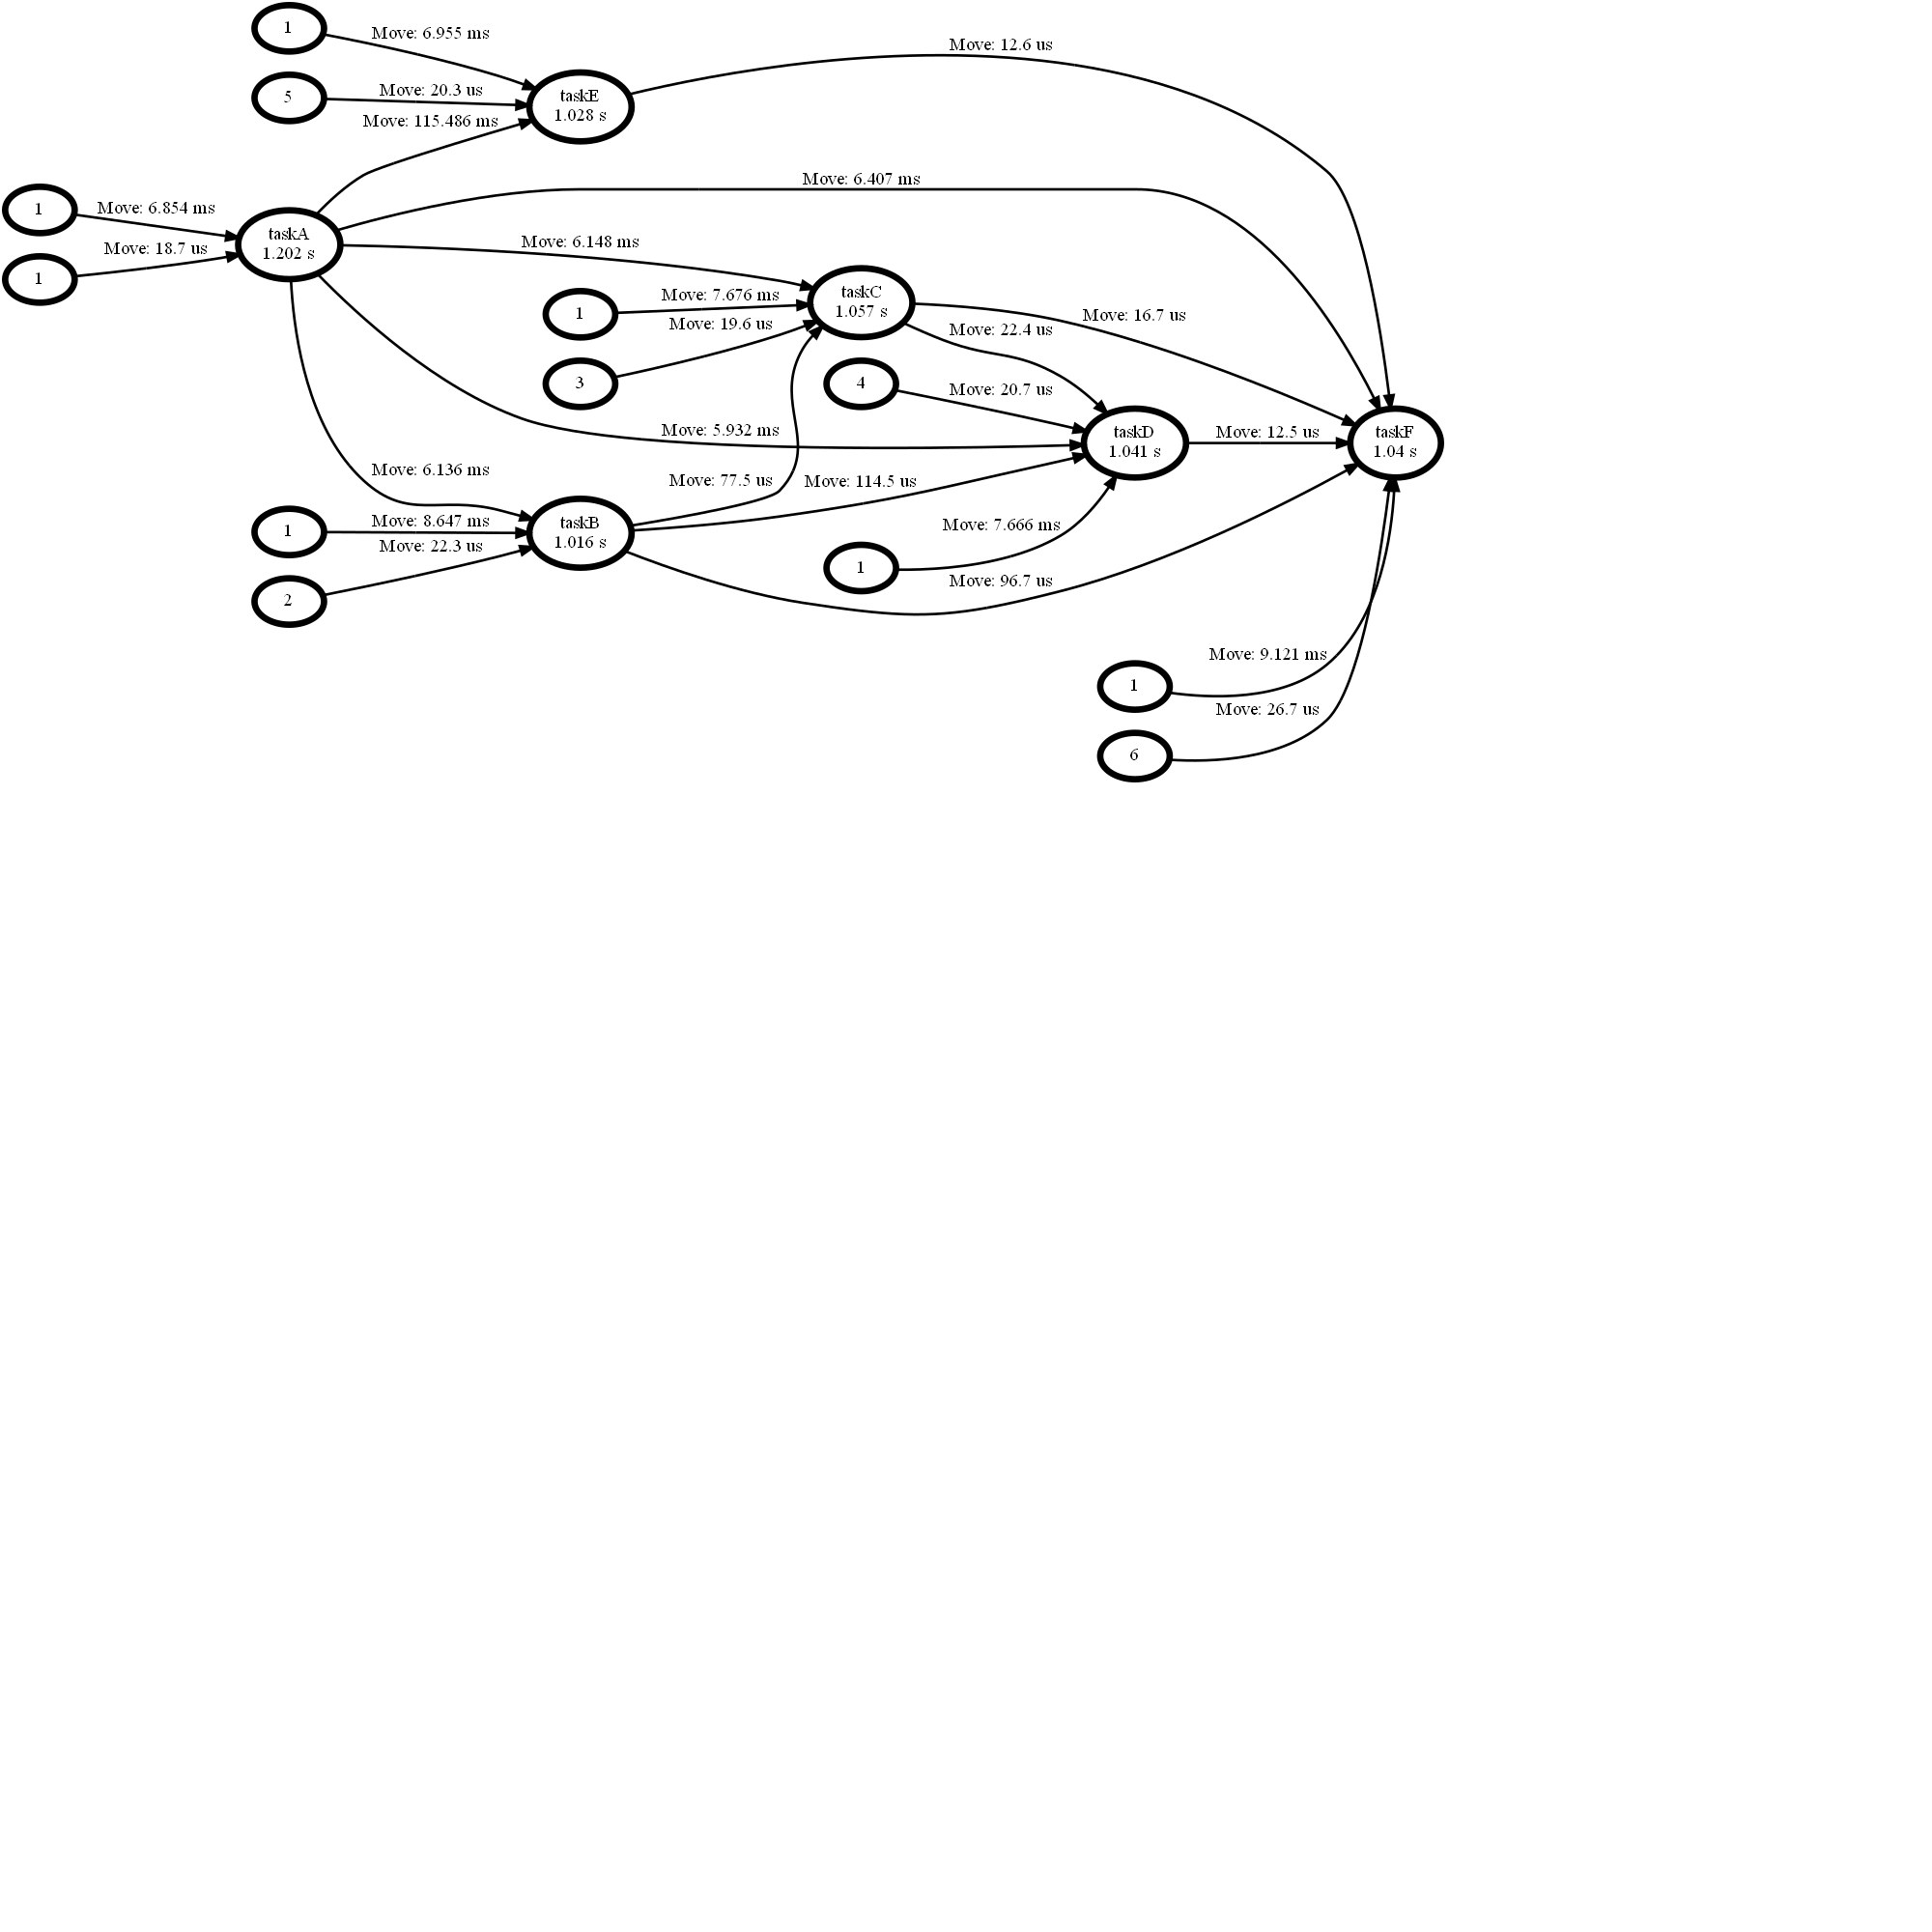 1
Move: 6.955 ms
Move: 12.6 us
5
Move: 20.3 us
taskE
1.028 s
Move: 115.486 ms
Move: 6.407 ms
1
Move: 6.854 ms
taskA
1.202 s
Move: 18.7 us
1
Move: 6.148 ms
1
Move: 7.676 ms
taskC
1.057 s
Move: 16.7 us
Move: 19.6 us
Move: 22.4 us
3
4
Move: 20.7 us
Move: 5.932 ms
taskD
1.041 s
Move: 12.5 us
taskF
1.04 s
Move: 6.136 ms
Move: 77.5 us
Move: 114.5 us
1
Move: 8.647 ms
taskB
1.016 s
Move: 7.666 ms
Move: 22.3 us
1
Move: 96.7 us
2
Move: 9.121 ms
1
Move: 26.7 us
6